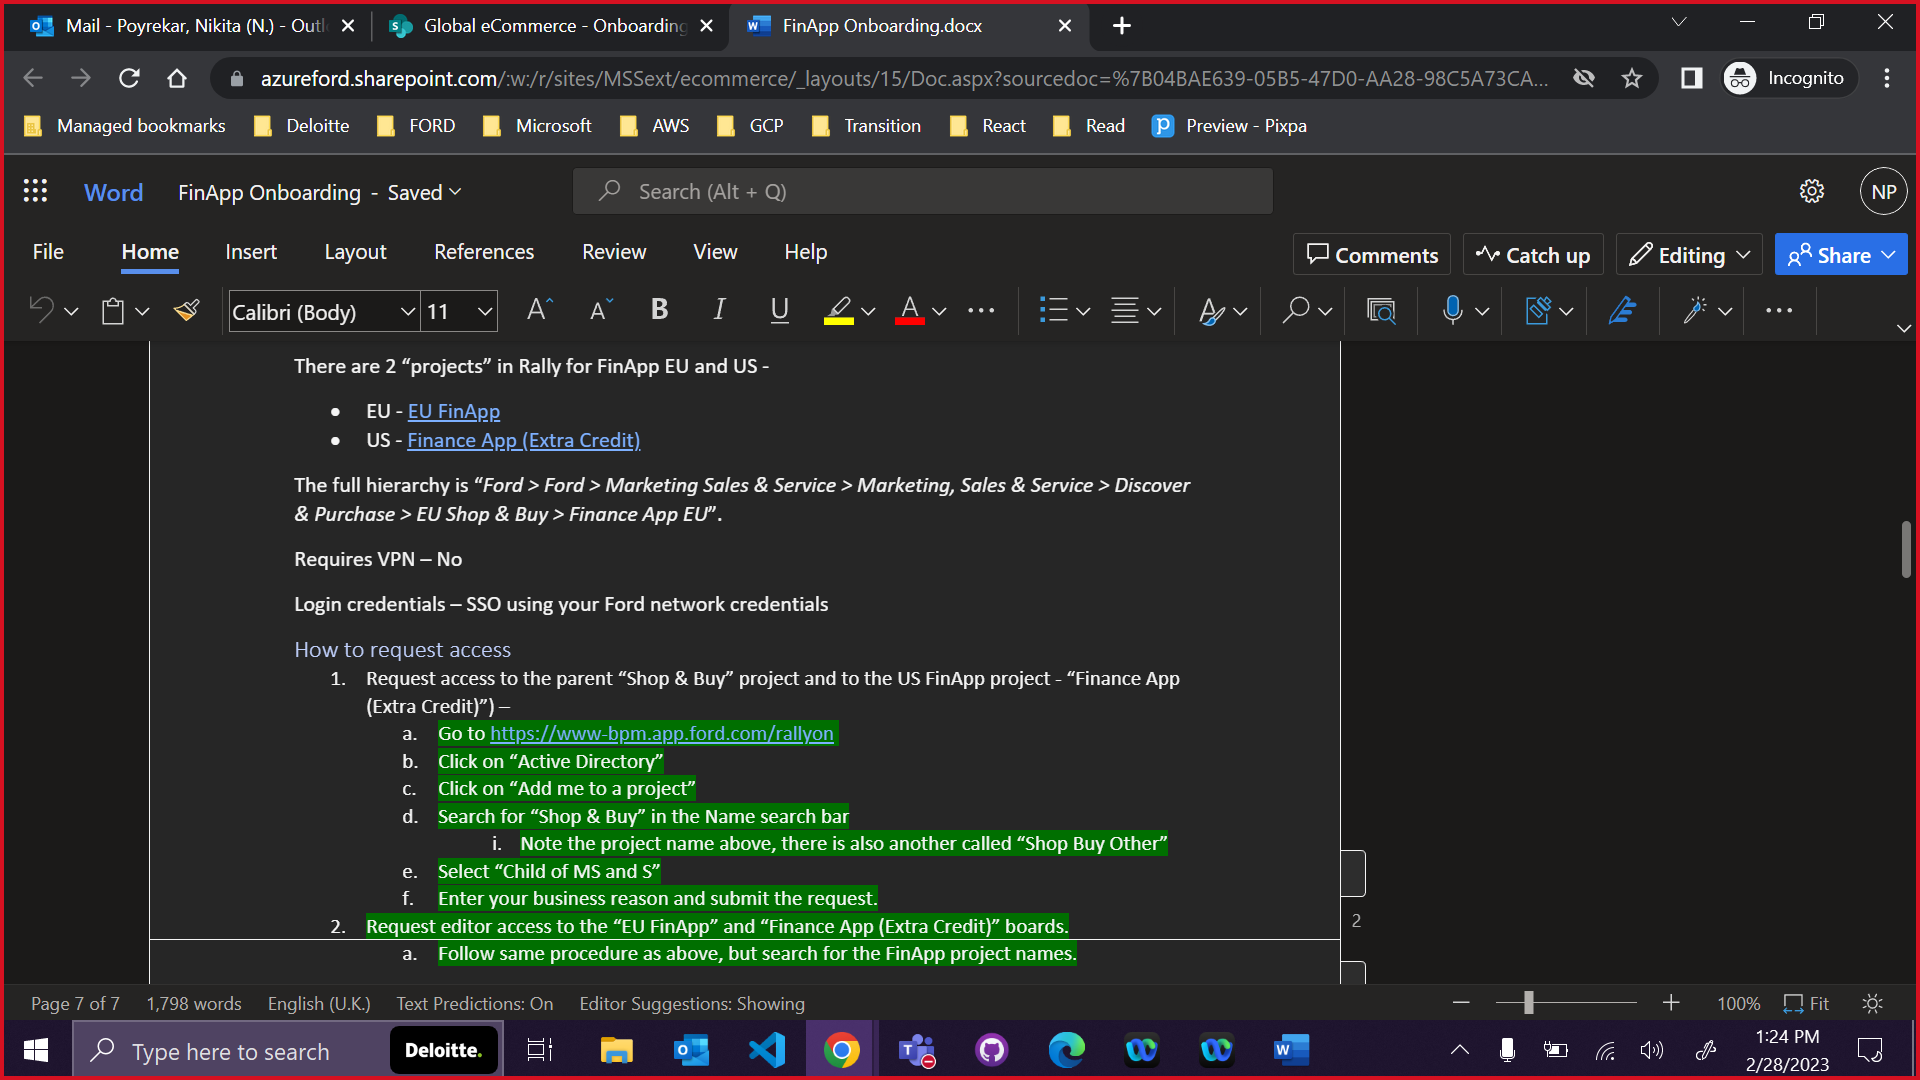 Mail - Poyrekar, Nikita (N.) - Outl
Global eCommerce - Onboarding
FinApp Onboarding.docx
azureford.sharepoint.com/:w:/r/sites/MSSext/ecommerce/_layouts/15/Doc.aspx?sourcedoc=%7B04BAE639-05B5-47D0-AA28-98C5A73CA...
Incognito
Managed bookmarks Deloitte FORD Microsoft AWS GCP Transition React Read Preview - Pixpa
Word FinApp Onboarding - Saved Search (Alt + Q) NP
File Home Insert Layout References Review View Help Comments Catch up Editing Share
Calibri (Body) 11
There are 2 “projects” in Rally for FinApp EU and US -
• EU - EU FinApp
• US - Finance App (Extra Credit)
The full hierarchy is “Ford > Ford > Marketing Sales & Service > Marketing, Sales & Service > Discover
& Purchase > EU Shop & Buy > Finance App EU”.
Requires VPN – No
Login credentials – SSO using your Ford network credentials
How to request access
1. Request access to the parent “Shop & Buy” project and to the US FinApp project - “Finance App
(Extra Credit)”) –
a. Go to https://www-bpm.app.ford.com/rallyon
b. Click on “Active Directory”
c. Click on “Add me to a project”
d. Search for “Shop & Buy” in the Name search bar
i. Note the project name above, there is also another called “Shop Buy Other”
e. Select “Child of MS and S”
f. Enter your business reason and submit the request.
2. Request editor access to the “EU FinApp” and “Finance App (Extra Credit)” boards.
a. Follow same procedure as above, but search for the FinApp project names.
2
Page 7 of 7 1,798 words English (U.K.) Text Predictions: On Editor Suggestions: Showing 100% Fit
Type here to search Deloitte.
1:24 PM
2/28/2023